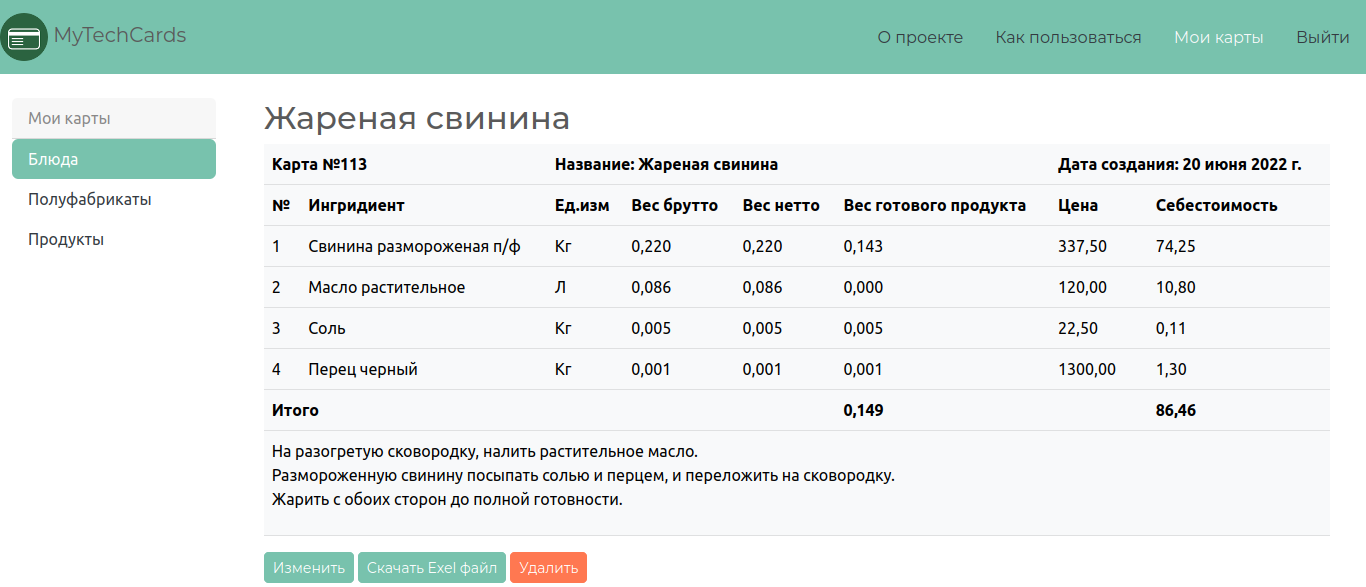 MyTechCards
О проекте Как пользоваться Мои карты Выйти
Мои карты
Блюда
Полуфабрикаты
Продукты
Жареная свинина
Карта №113 Название: Жареная свинина Дата создания: 20 июня 2022 г.
№ Ингридиент Ед.изм Вес брутто Вес нетто Вес готового продукта Цена Себестоимость
1 Свинина размороженая п/ф Кг 0,220 0,220 0,143 337,50 74,25
2 Масло растительное Л 0,086 0,086 0,000 120,00 10,80
3 Соль Кг 0,005 0,005 0,005 22,50 0,11
4 Перец черный Кг 0,001 0,001 0,001 1300,00 1,30
Итого 0,149 86,46
На разогретую сковородку, налить растительное масло.
Размороженную свинину посыпать солью и перцем, и переложить на сковородку.
Жарить с обоих сторон до полной готовности.
Изменить Скачать Exel файл Удалить